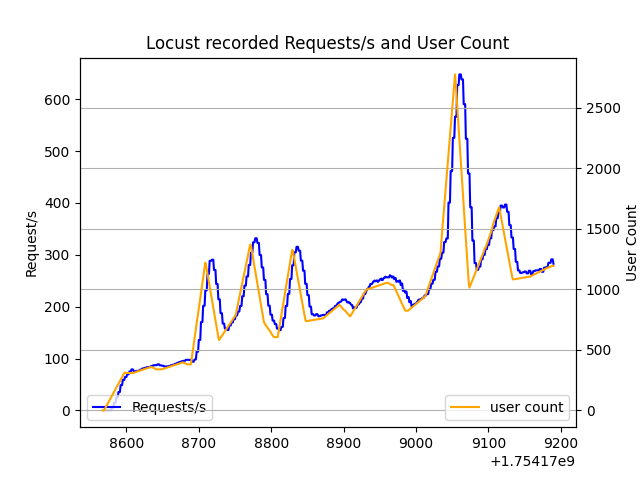 Locust recorded Requests/s and User Count
Request/s
600
500
400
300
200
100
0
User Count
2500
2000
1500
1000
500
0
Requests/s
user count
8600 8700 8800 8900 9000 9100 9200
+1.75417e9